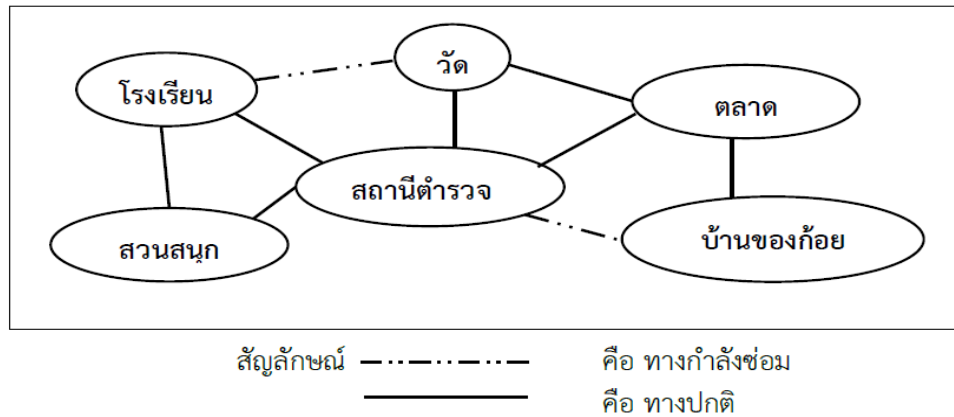 วัด
โรงเรียน
ตลาด
สถานีตำรวจ
สวนสนุก
บ้านของก้อย
สัญลักษณ์ คือ ทางกำลังซ่อม
คือ ทางปกติ